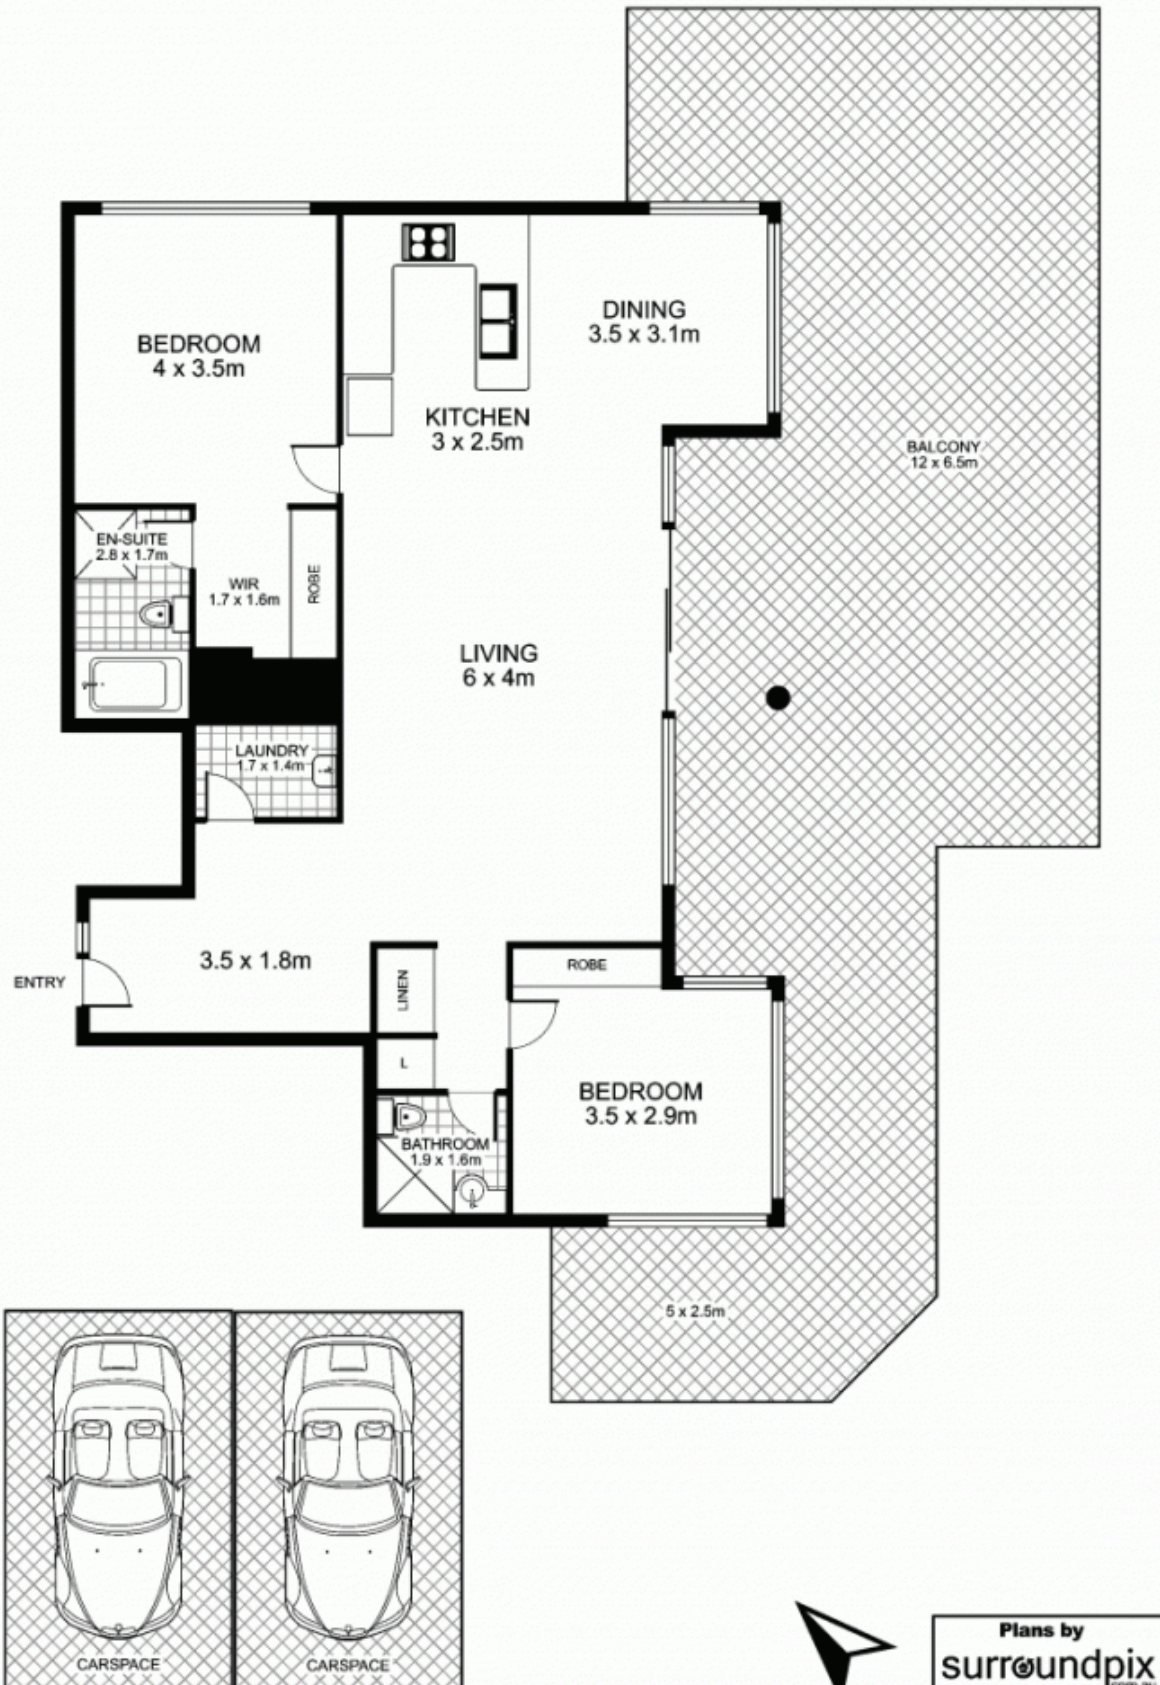 BEDROOM
4 x 3.5m
DINING
3.5 x 3.1m
KITCHEN
3 x 2.5m
BALCONY
12 x 6.5m
EN-SUITE
2.8 x 1.7m
WIR
1.7 x 1.6m
ROBE
LIVING
6 x 4m
LAUNDRY
1.7 x 1.4m
ENTRY
3.5 x 1.8m
LINEN
ROBE
L
BEDROOM
3.5 x 2.9m
BATHROOM
1.9 x 1.6m
5 x 2.5m
CARSPACE
CARSPACE
Plans by
surroundpix